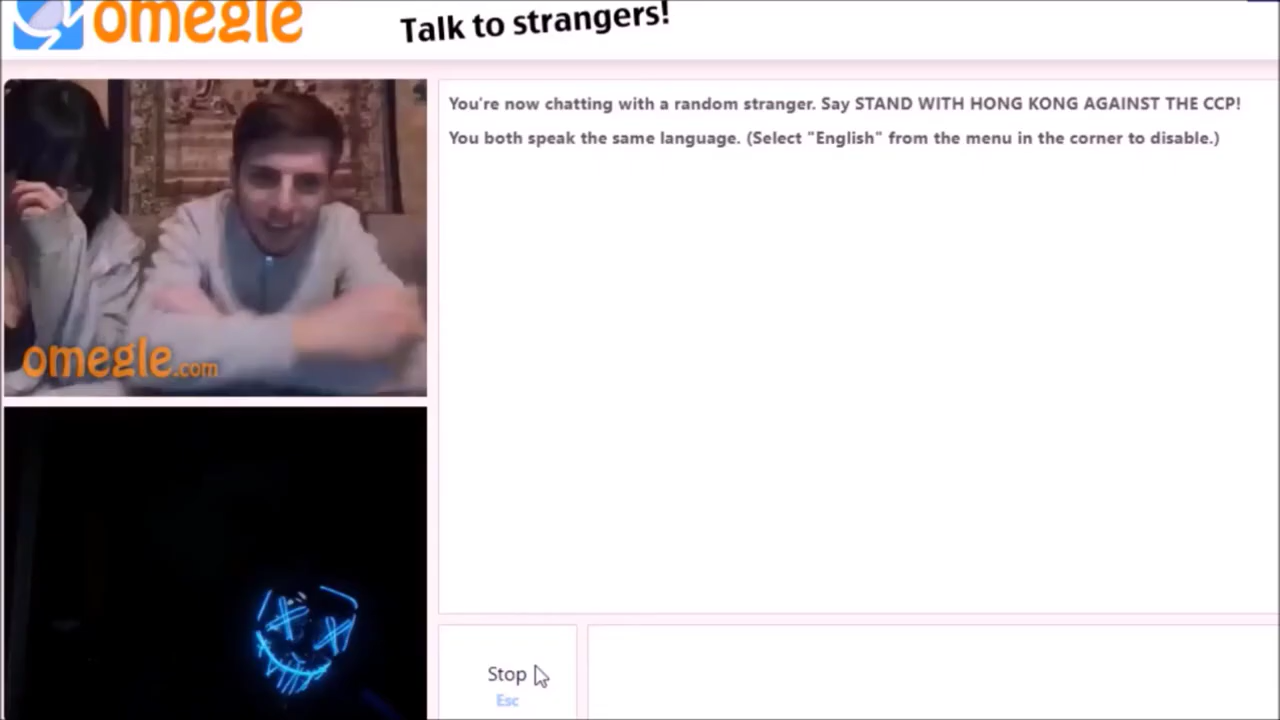 omegle
Talk to strangers!
You're now chatting with a random stranger. Say STAND WITH HONG KONG AGAINST THE CCP!
You both speak the same language. (Select "English" from the menu in the corner to disable.)
omegle.com
Stop
Esc